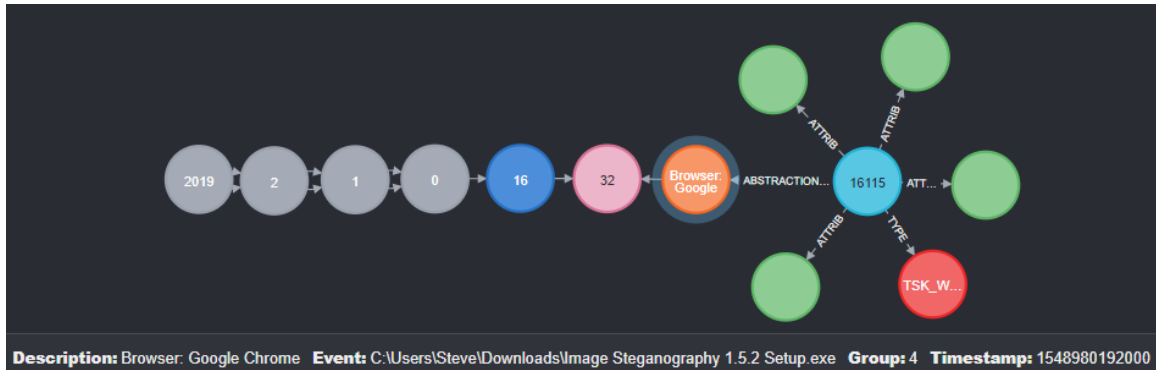 ATTRIB
ATTRIB
2019
2
1
0
16
32
Browser:
Google
ABSTRACTION...
16115
ATT...
ATTRIB
TYPE
TSK_W...
Description: Browser: Google Chrome Event: C:\Users\Steve\Downloads\Image Steganography 1.5.2 Setup.exe Group: 4 Timestamp: 1548980192000